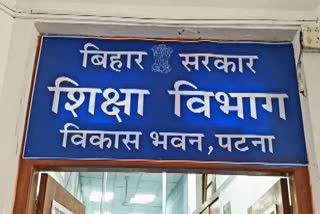 बिहार सरकार
शिक्षा विभाग
विकास भवन, पटना